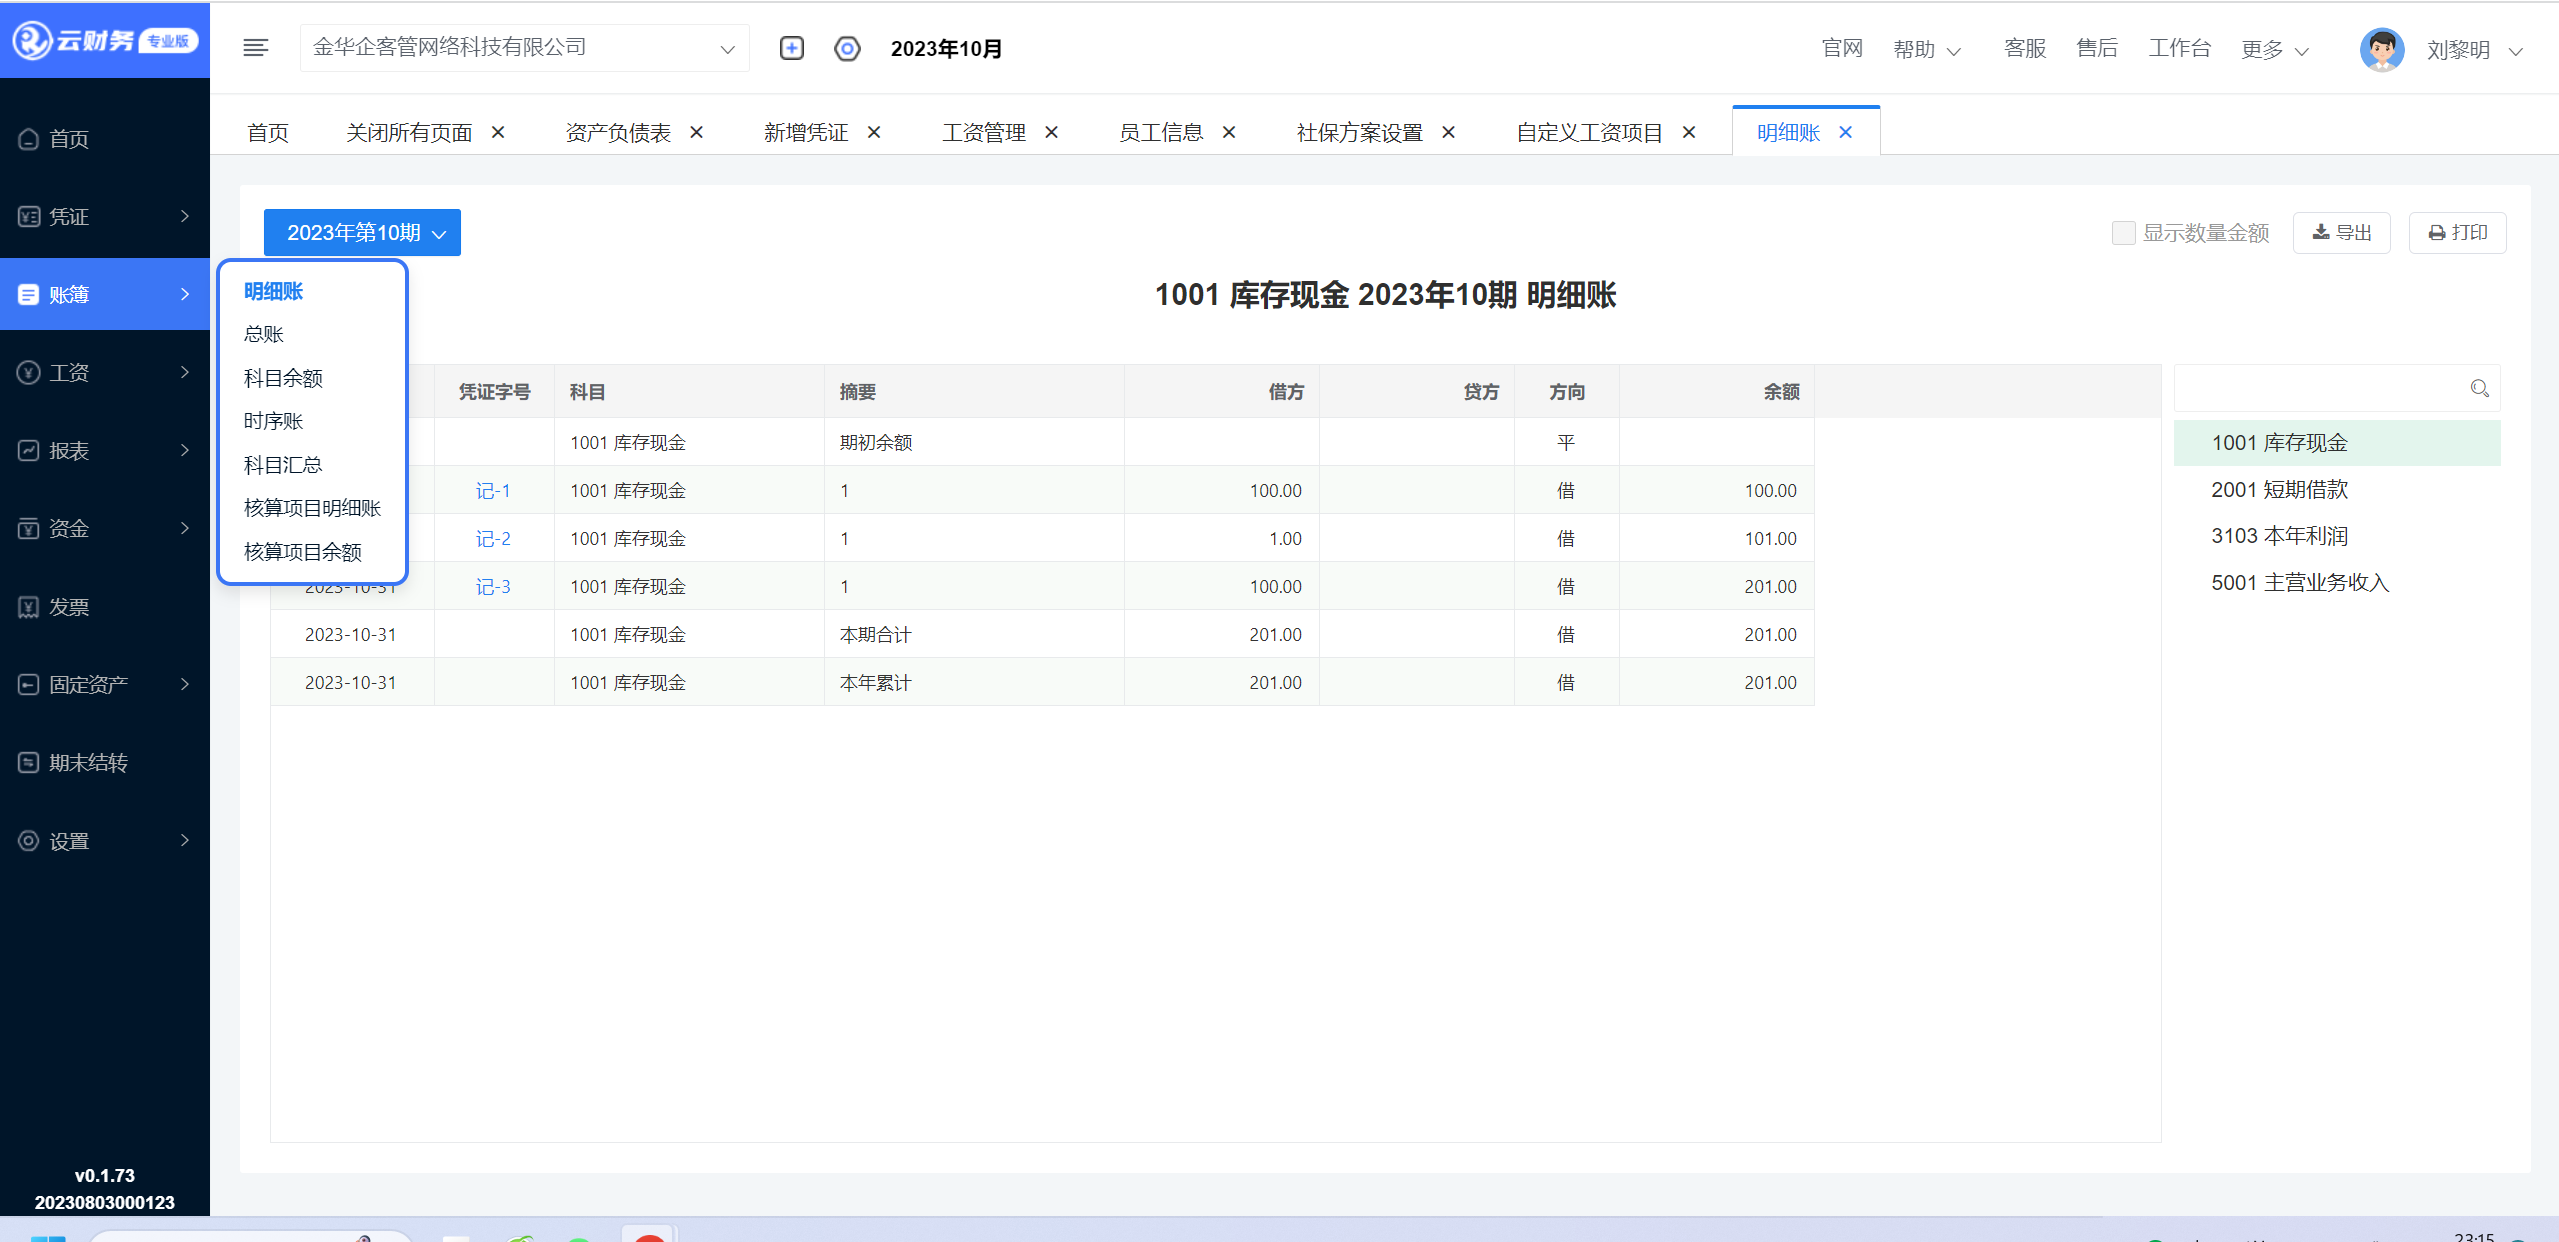 云财务 专业版
金华企客管网络科技有限公司
2023年10月
官网 帮助 客服 售后 工作台 更多 刘黎明
首页 关闭所有页面 资产负债表 新增凭证 工资管理 员工信息 社保方案设置 自定义工资项目 明细账
首页
凭证
账簿
工资
报表
资金
发票
固定资产
期末结转
设置
v0.1.73
20230803000123
2023年第10期
显示数量金额 导出 打印
明细账
总账
科目余额
时序账
科目汇总
核算项目明细账
核算项目余额
1001 库存现金 2023年10期 明细账
凭证字号 科目 摘要 借方 贷方 方向 余额
1001 库存现金 期初余额 平
记-1 1001 库存现金 1 100.00 借 100.00
记-2 1001 库存现金 1 1.00 借 101.00
2023-10-31 记-3 1001 库存现金 1 100.00 借 201.00
2023-10-31 1001 库存现金 本期合计 201.00 借 201.00
2023-10-31 1001 库存现金 本年累计 201.00 借 201.00
1001 库存现金
2001 短期借款
3103 本年利润
5001 主营业务收入
23:15